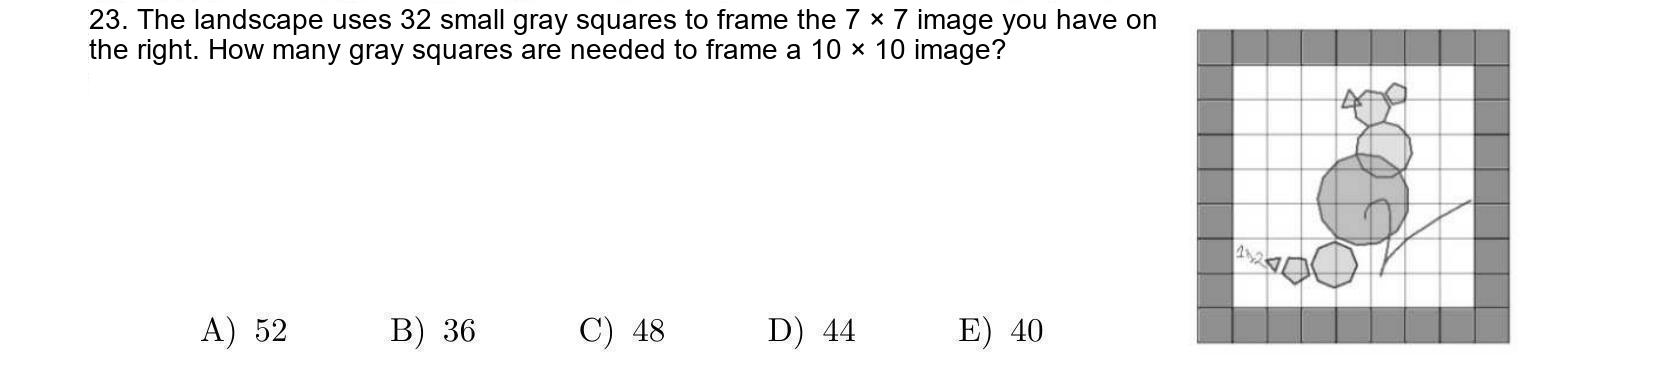 23. The landscape uses 32 small gray squares to frame the 7 × 7 image you have on
the right. How many gray squares are needed to frame a 10 × 10 image?
A) 52 B) 36 C) 48 D) 44 E) 40